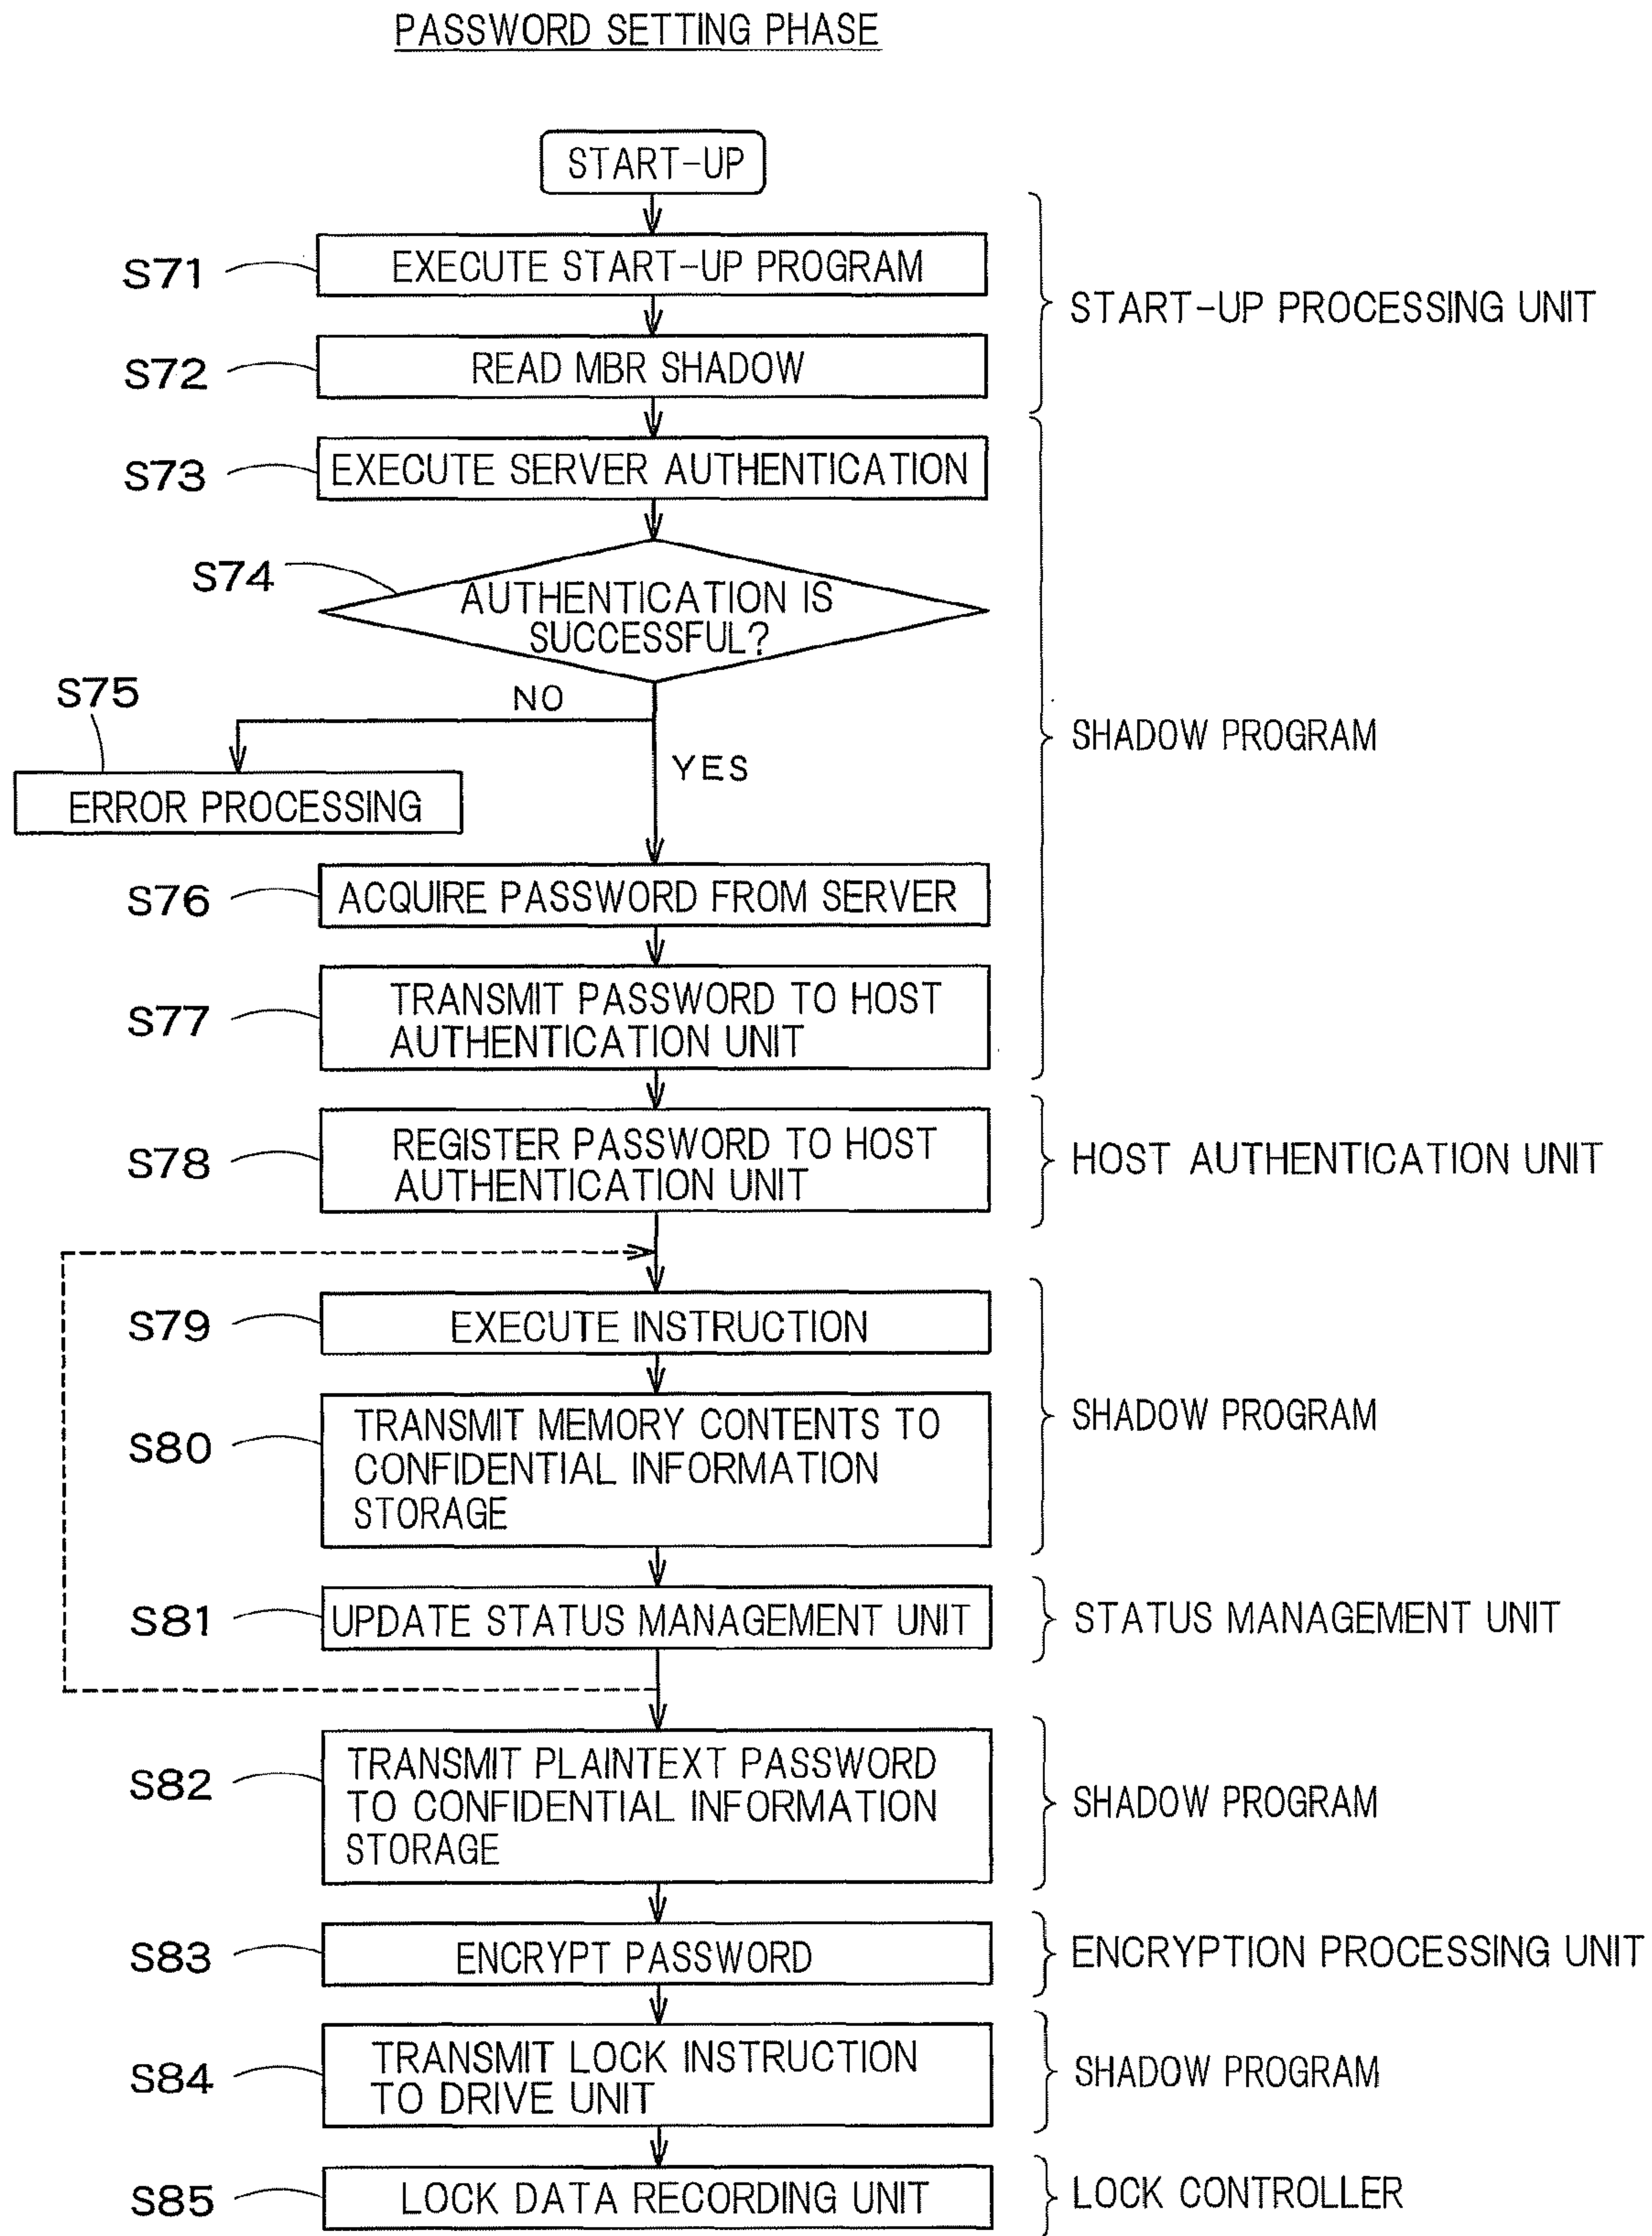 PASSWORD SETTING PHASE
START-UP
S71
EXECUTE START-UP PROGRAM
START-UP PROCESSING UNIT
S72
READ MBR SHADOW
S73
EXECUTE SERVER AUTHENTICATION
S74
AUTHENTICATION IS
SUCCESSFUL?
S75
NO
SHADOW PROGRAM
YES
ERROR PROCESSING
S76
ACQUIRE PASSWORD FROM SERVER
S77
TRANSMIT PASSWORD TO HOST
AUTHENTICATION UNIT
S78
REGISTER PASSWORD TO HOST
AUTHENTICATION UNIT
HOST AUTHENTICATION UNIT
S79
EXECUTE INSTRUCTION
S80
TRANSMIT MEMORY CONTENTS TO
CONFIDENTIAL INFORMATION
STORAGE
SHADOW PROGRAM
S81
UPDATE STATUS MANAGEMENT UNIT
STATUS MANAGEMENT UNIT
S82
TRANSMIT PLAINTEXT PASSWORD
TO CONFIDENTIAL INFORMATION
STORAGE
SHADOW PROGRAM
S83
ENCRYPT PASSWORD
ENCRYPTION PROCESSING UNIT
S84
TRANSMIT LOCK INSTRUCTION
TO DRIVE UNIT
SHADOW PROGRAM
S85
LOCK DATA RECORDING UNIT
LOCK CONTROLLER